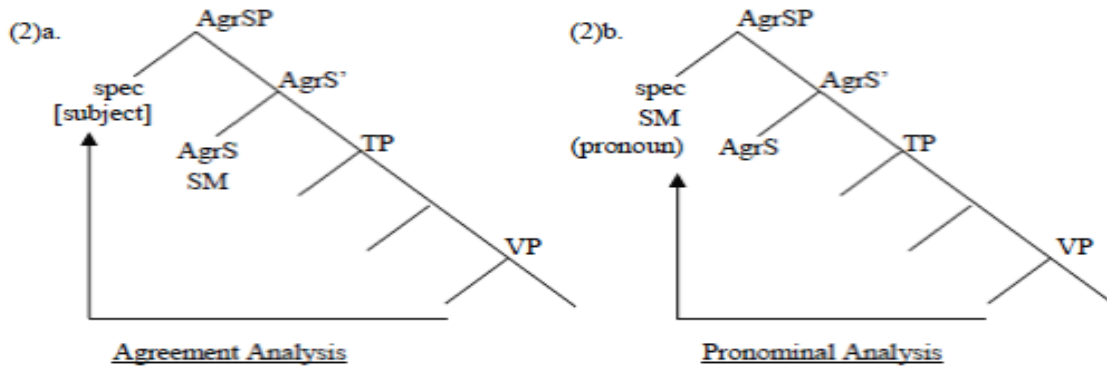 (2)a.
AgrSP
spec
[subject]
AgrS’
AgrS
SM
TP
VP
Agreement Analysis
(2)b.
AgrSP
spec
SM
(pronoun)
AgrS’
AgrS
TP
VP
Pronominal Analysis